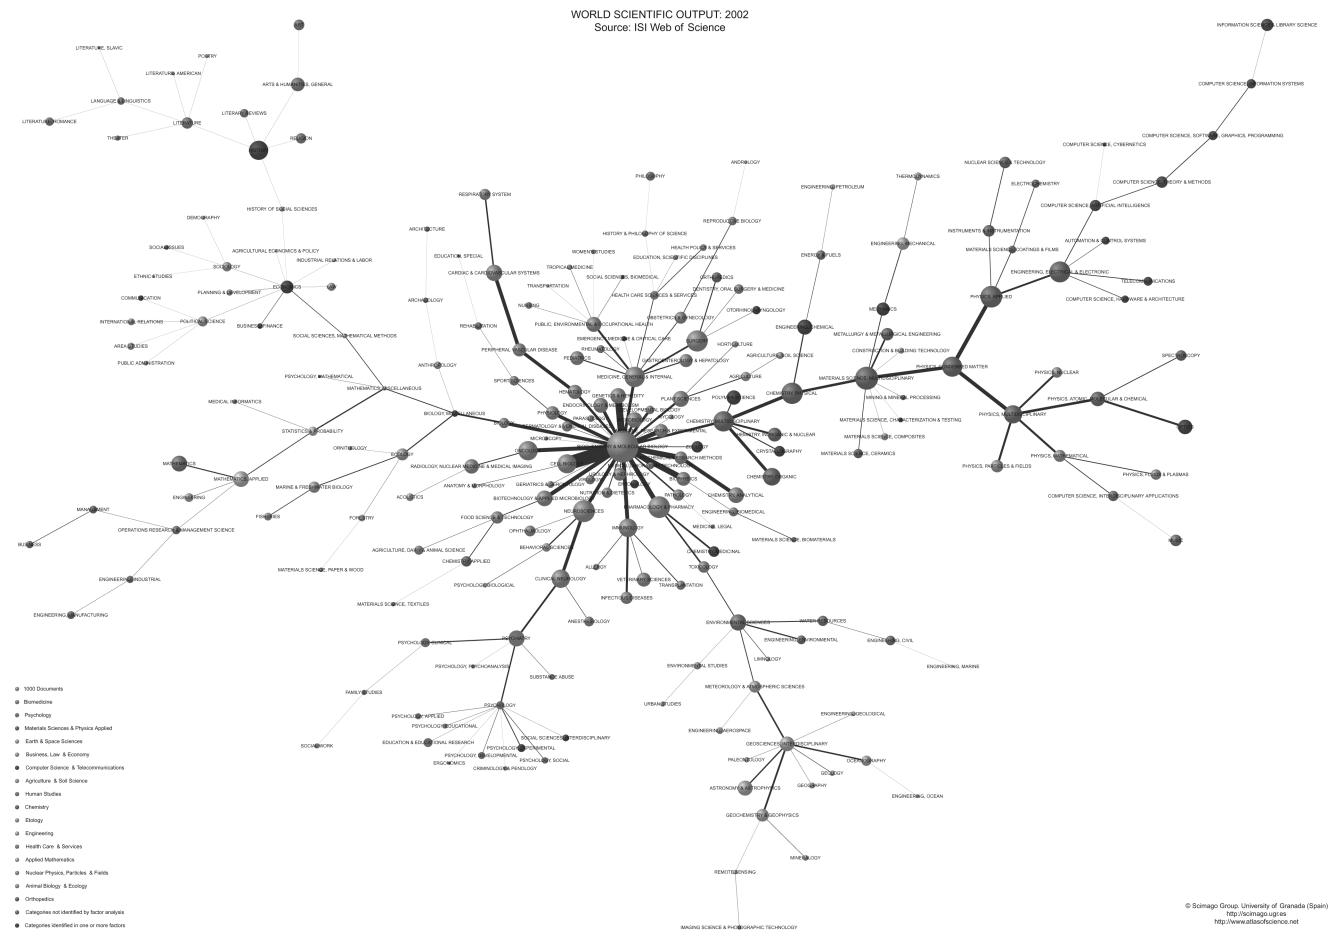 WORLD SCIENTIFIC OUTPUT: 2002
Source: ISI Web of Science
INFORMATION SCIENCE & LIBRARY SCIENCE
COMPUTER SCIENCE, INFORMATION SYSTEMS
COMPUTER SCIENCE, SOFTWARE, GRAPHICS, PROGRAMMING
COMPUTER SCIENCE, CYBERNETICS
COMPUTER SCIENCE, THEORY & METHODS
COMPUTER SCIENCE, ARTIFICIAL INTELLIGENCE
LITERATURE, SLAVIC
POETRY
LITERATURE, AMERICAN
ARTS & HUMANITIES, GENERAL
LANGUAGE & LINGUISTICS
LITERARY REVIEWS
LITERATURE, ROMANCE
LITERATURE
THEATER
RELIGION
HISTORY
HISTORY OF SOCIAL SCIENCES
DEMOGRAPHY
SOCIAL ISSUES
AGRICULTURAL ECONOMICS & POLICY
INDUSTRIAL RELATIONS & LABOR
SOCIOLOGY
ETHNIC STUDIES
PLANNING & DEVELOPMENT
ECONOMICS
LAW
COMMUNICATION
INTERNATIONAL RELATIONS
POLITICAL SCIENCE
BUSINESS, FINANCE
AREA STUDIES
PUBLIC ADMINISTRATION
SOCIAL SCIENCES, MATHEMATICAL METHODS
PSYCHOLOGY, MATHEMATICAL
MATHEMATICS, MISCELLANEOUS
MEDICAL INFORMATICS
STATISTICS & PROBABILITY
MATHEMATICS
MATHEMATICS, APPLIED
ENGINEERING
MANAGEMENT
OPERATIONS RESEARCH & MANAGEMENT SCIENCE
BUSINESS
ENGINEERING, INDUSTRIAL
ENGINEERING, MANUFACTURING
ANDROLOGY
PHILOSOPHY
RESPIRATORY SYSTEM
REPRODUCTIVE BIOLOGY
ARCHITECTURE
HISTORY & PHILOSOPHY OF SCIENCE
HEALTH POLICY & SERVICES
WOMEN STUDIES
EDUCATION, SPECIAL
EDUCATION, SCIENTIFIC DISCIPLINES
TROPICAL MEDICINE
CARDIAC & CARDIOVASCULAR SYSTEMS
SOCIAL SCIENCES, BIOMEDICAL
ORTHOPEDICS
TRANSPORTATION
DENTISTRY, ORAL SURGERY & MEDICINE
HEALTH CARE SCIENCES & SERVICES
ARCHAEOLOGY
NURSING
OTORHINOLARYNGOLOGY
OBSTETRICS & GYNECOLOGY
REHABILITATION
PUBLIC, ENVIRONMENTAL & OCCUPATIONAL HEALTH
EMERGENCY MEDICINE & CRITICAL CARE
SURGERY
HORTICULTURE
PERIPHERAL VASCULAR DISEASE
RHEUMATOLOGY
PEDIATRICS
GASTROENTEROLOGY & HEPATOLOGY
AGRICULTURE, SOIL SCIENCE
ANTHROPOLOGY
SPORT SCIENCES
MEDICINE, GENERAL & INTERNAL
AGRICULTURE
HEMATOLOGY
GENETICS & HEREDITY
PLANT SCIENCES
POLYMER SCIENCE
ENDOCRINOLOGY & METABOLISM
DEVELOPMENTAL BIOLOGY
BIOLOGY, MISCELLANEOUS
PHYSIOLOGY
BIOLOGY
CHEMISTRY, MULTIDISCIPLINARY
CHEMISTRY, INORGANIC & NUCLEAR
MICROSCOPY
CRYSTALLOGRAPHY
ONCOLOGY
ORNITHOLOGY
ECOLOGY
RADIOLOGY, NUCLEAR MEDICINE & MEDICAL IMAGING
ANATOMY & MORPHOLOGY
CHEMISTRY, ORGANIC
BIOPHYSICS
GERIATRICS & GERONTOLOGY
NUTRITION & DIETETICS
PATHOLOGY
CHEMISTRY, ANALYTICAL
MARINE & FRESHWATER BIOLOGY
ACOUSTICS
BIOTECHNOLOGY & APPLIED MICROBIOLOGY
NEUROSCIENCES
PHARMACOLOGY & PHARMACY
ENGINEERING, BIOMEDICAL
FISHERIES
FORESTRY
FOOD SCIENCE & TECHNOLOGY
OPHTHALMOLOGY
IMMUNOLOGY
MEDICINE, LEGAL
MATERIALS SCIENCE, BIOMATERIALS
AGRICULTURE, DAIRY & ANIMAL SCIENCE
BEHAVIORAL SCIENCES
CHEMISTRY, MEDICINAL
CHEMISTRY, APPLIED
MATERIALS SCIENCE, PAPER & WOOD
ALLERGY
TOXICOLOGY
PSYCHOLOGY, BIOLOGICAL
CLINICAL NEUROLOGY
VETERINARY SCIENCES
TRANSPLANTATION
INFECTIOUS DISEASES
MATERIALS SCIENCE, TEXTILES
ANESTHESIOLOGY
PSYCHOLOGY, CLINICAL
PSYCHIATRY
PSYCHOLOGY, PSYCHOANALYSIS
SUBSTANCE ABUSE
FAMILY STUDIES
PSYCHOLOGY
PSYCHOLOGY, APPLIED
PSYCHOLOGY, EDUCATIONAL
SOCIAL SCIENCES, INTERDISCIPLINARY
EDUCATION & EDUCATIONAL RESEARCH
SOCIAL WORK
PSYCHOLOGY, EXPERIMENTAL
PSYCHOLOGY, DEVELOPMENTAL
PSYCHOLOGY, SOCIAL
ERGONOMICS
CRIMINOLOGY & PENOLOGY
THERMODYNAMICS
ENGINEERING, PETROLEUM
NUCLEAR SCIENCE & TECHNOLOGY
ELECTROCHEMISTRY
INSTRUMENTS & INSTRUMENTATION
ENGINEERING, MECHANICAL
MATERIALS SCIENCE, COATINGS & FILMS
AUTOMATION & CONTROL SYSTEMS
ENERGY & FUELS
ENGINEERING, ELECTRICAL & ELECTRONIC
TELECOMMUNICATIONS
PHYSICS, APPLIED
COMPUTER SCIENCE, HARDWARE & ARCHITECTURE
MECHANICS
ENGINEERING, CHEMICAL
METALLURGY & METALLURGICAL ENGINEERING
CONSTRUCTION & BUILDING TECHNOLOGY
SPECTROSCOPY
PHYSICS, CONDENSED MATTER
PHYSICS, NUCLEAR
MATERIALS SCIENCE, MULTIDISCIPLINARY
CHEMISTRY, PHYSICAL
MINING & MINERAL PROCESSING
PHYSICS, ATOMIC, MOLECULAR & CHEMICAL
PHYSICS, MULTIDISCIPLINARY
MATERIALS SCIENCE, CHARACTERIZATION & TESTING
OPTICS
MATERIALS SCIENCE, COMPOSITES
MATERIALS SCIENCE, CERAMICS
PHYSICS, MATHEMATICAL
PHYSICS, PARTICLES & FIELDS
PHYSICS, FLUIDS & PLASMAS
COMPUTER SCIENCE, INTERDISCIPLINARY APPLICATIONS
MUSIC
ENVIRONMENTAL SCIENCES
WATER RESOURCES
ENGINEERING, ENVIRONMENTAL
ENGINEERING, CIVIL
LIMNOLOGY
ENVIRONMENTAL STUDIES
ENGINEERING, MARINE
METEOROLOGY & ATMOSPHERIC SCIENCES
URBAN STUDIES
ENGINEERING, GEOLOGICAL
ENGINEERING, AEROSPACE
GEOSCIENCES, INTERDISCIPLINARY
PALEONTOLOGY
OCEANOGRAPHY
GEOLOGY
ASTRONOMY & ASTROPHYSICS
GEOGRAPHY
ENGINEERING, OCEAN
GEOCHEMISTRY & GEOPHYSICS
MINERALOGY
REMOTE SENSING
IMAGING SCIENCE & PHOTOGRAPHIC TECHNOLOGY
1000 Documents
Biomedicine
Psychology
Materials Sciences & Physics Applied
Earth & Space Sciences
Business, Law & Economy
Computer Science & Telecommunications
Agriculture & Soil Science
Human Studies
Chemistry
Etology
Engineering
Health Care & Services
Applied Mathematics
Nuclear Physics, Particles & Fields
Animal Biology & Ecology
Orthopedics
Categories not identified by factor analysis
Categories identified in one or more factors
© Scimago Group. University of Granada (Spain)
http://scimago.ugr.es
http://www.atlasofscience.net